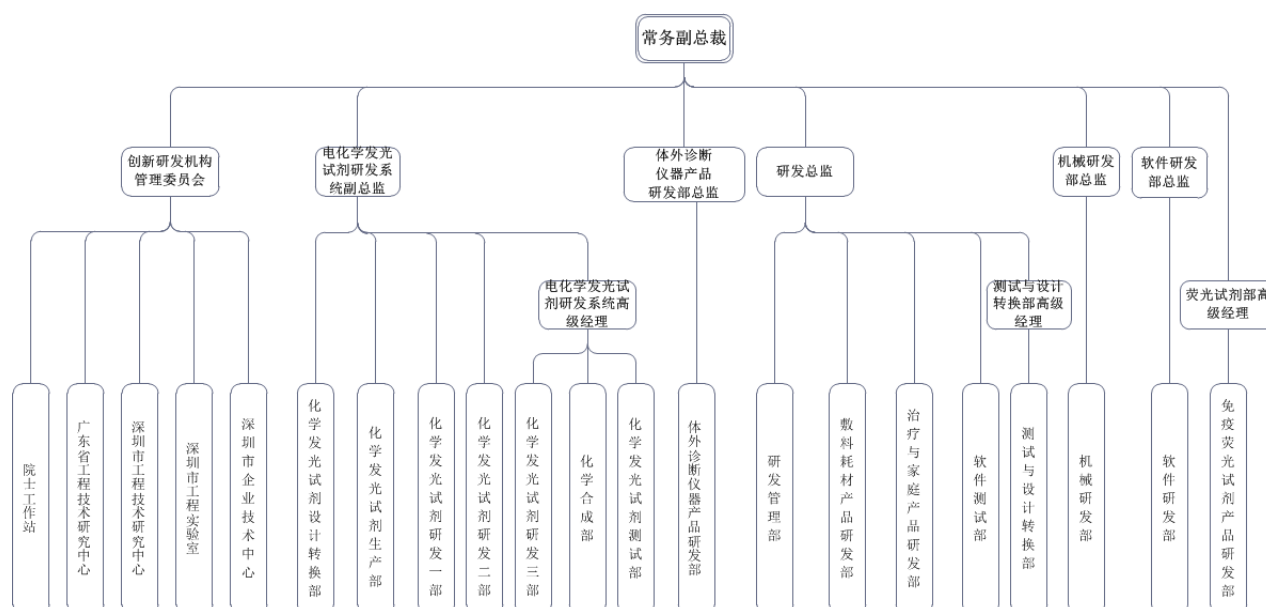 常务副总裁
创新研发机构
管理委员会
电化学发光
试剂研发系
统副总监
体外诊断
仪器产品
研发部总监
研发总监
机械研发
部总监
软件研发
部总监
电化学发光试
剂研发系统高
级经理
测试与设计
转换部高级
经理
荧光试剂部高
级经理
院士工作站
广东省工程技术研究中心
深圳市工程技术研究中心
深圳市工程实验室
深圳市企业技术中心
化学发光试剂设计转换部
化学发光试剂生产部
化学发光试剂研发一部
化学发光试剂研发二部
化学发光试剂研发三部
化学合成部
化学发光试剂测试部
体外诊断仪器产品研发部
研发管理部
敷料耗材产品研发部
治疗与家庭产品研发部
软件测试部
测试与设计转换部
机械研发部
软件研发部
免疫荧光试剂产品研发部